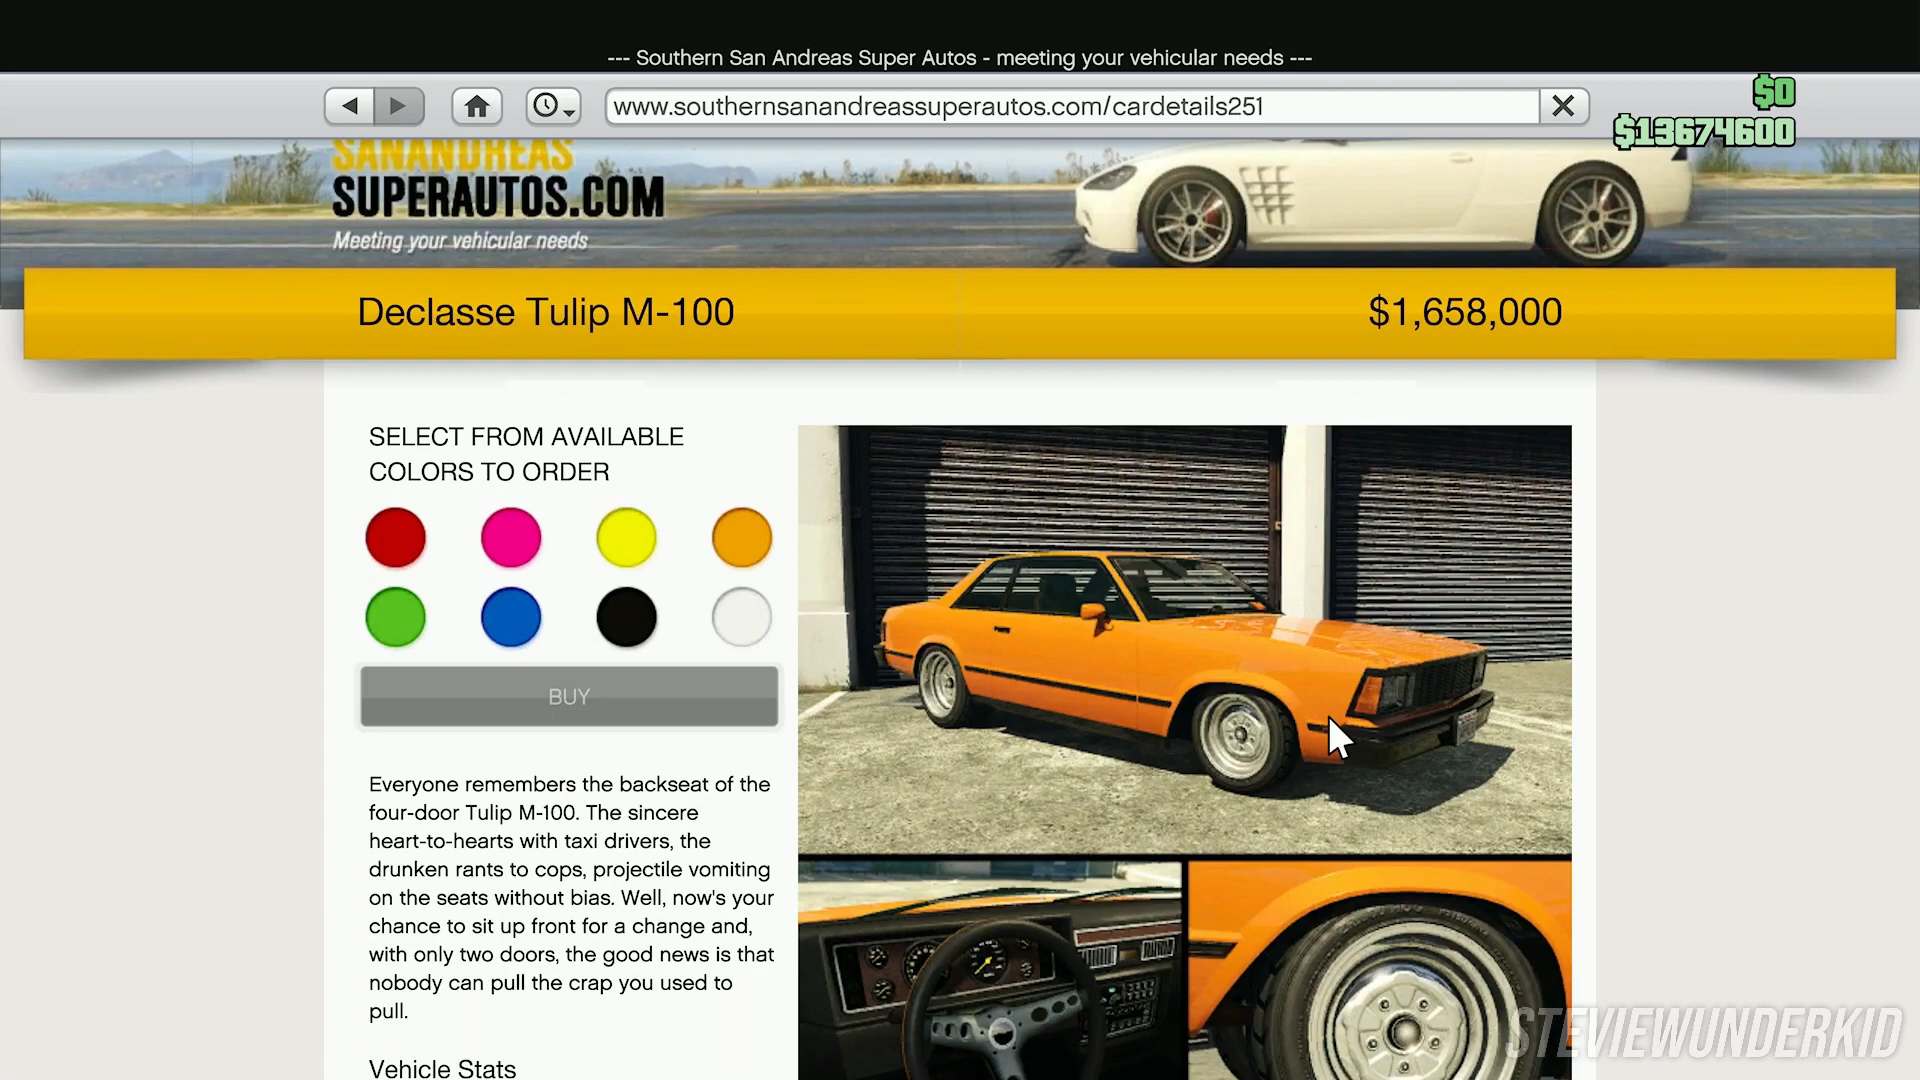 --- Southern San Andreas Super Autos - meeting your vehicular needs ---
www.southernsanandreassuperautos.com/cardetails251
$0
$13674600
SANANDREAS
SUPERAUTOS.COM
Meeting your vehicular needs
Declasse Tulip M-100
$1,658,000
SELECT FROM AVAILABLE
COLORS TO ORDER
BUY
Everyone remembers the backseat of the
four-door Tulip M-100. The sincere
heart-to-hearts with taxi drivers, the
drunken rants to cops, projectile vomiting
on the seats without bias. Well, now's your
chance to sit up front for a change and,
with only two doors, the good news is that
nobody can pull the crap you used to
pull.
Vehicle Stats
STEVIEWUNDERKID